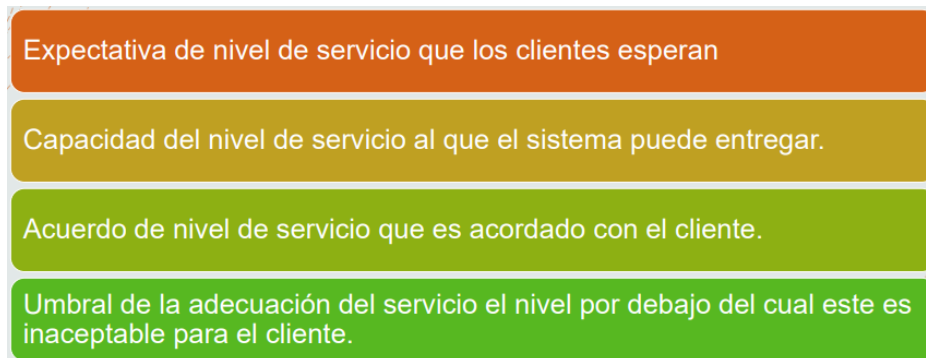 Expectativa de nivel de servicio que los clientes esperan
Capacidad del nivel de servicio al que el sistema puede entregar.
Acuerdo de nivel de servicio que es acordado con el cliente.
Umbral de la adecuación del servicio el nivel por debajo del cual este es
inaceptable para el cliente.